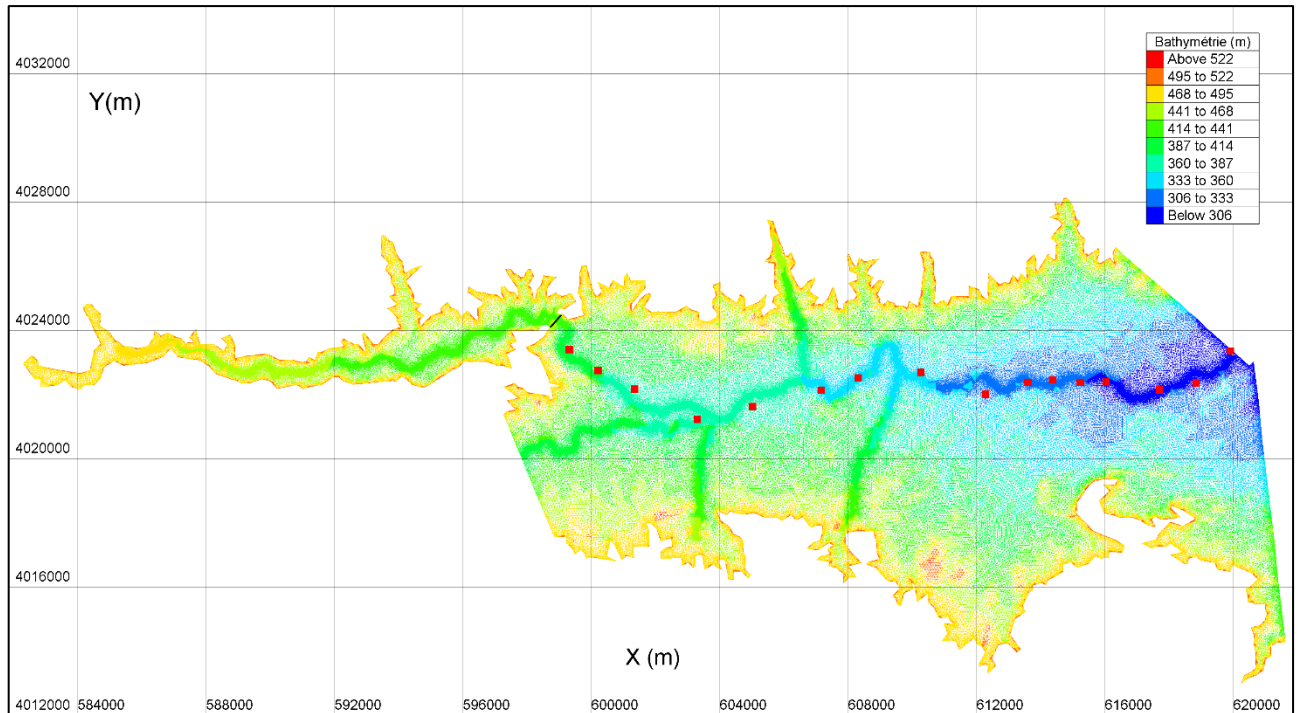 Bathymétrie (m)
Above 522
495 to 522
468 to 495
441 to 468
414 to 441
387 to 414
360 to 387
333 to 360
306 to 333
Below 306
4032000
Y(m)
4028000
4024000
4020000
4016000
X (m)
4012000 584000 588000 592000 596000 600000 604000 608000 612000 616000 620000